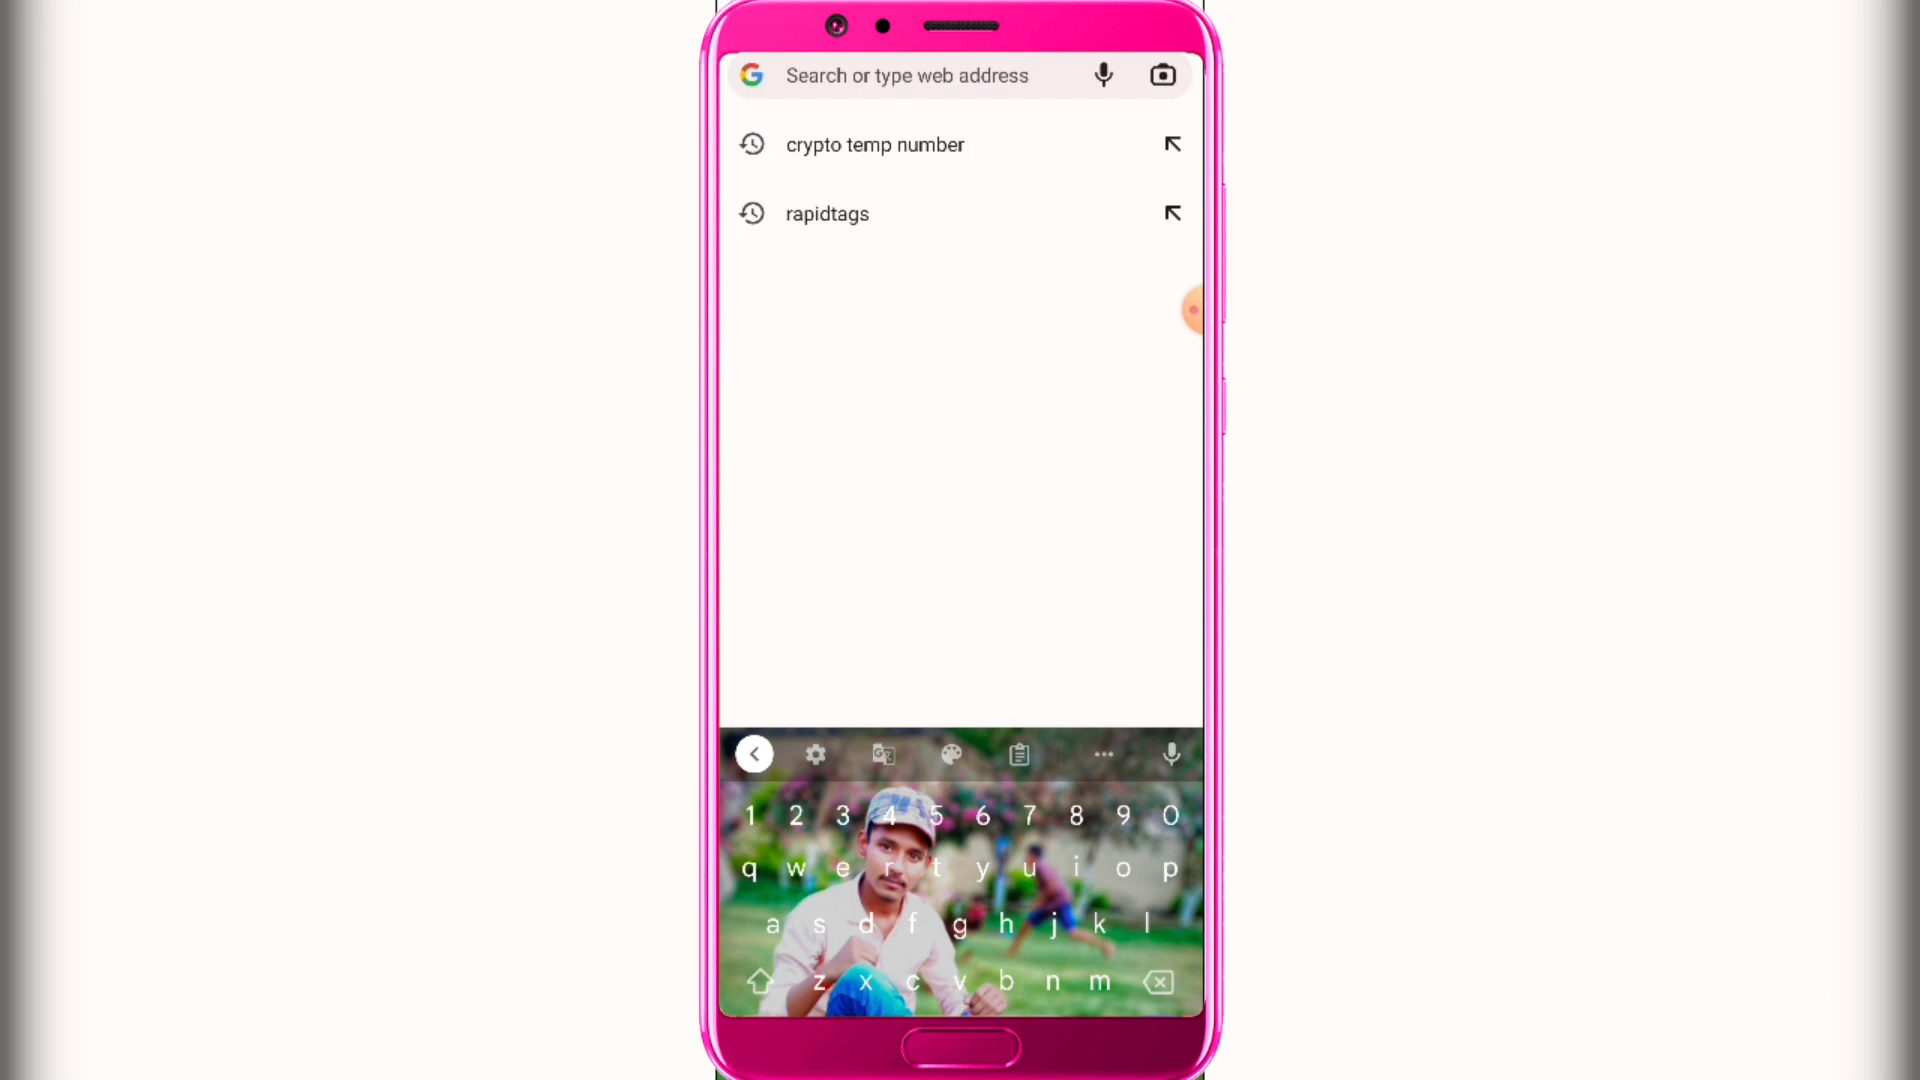 Search or type web address
crypto temp number
rapidtags
1 2 3 4 5 6 7 8 9 0
q w e r t y u i o p
a s d f g h j k l
z x c v b n m